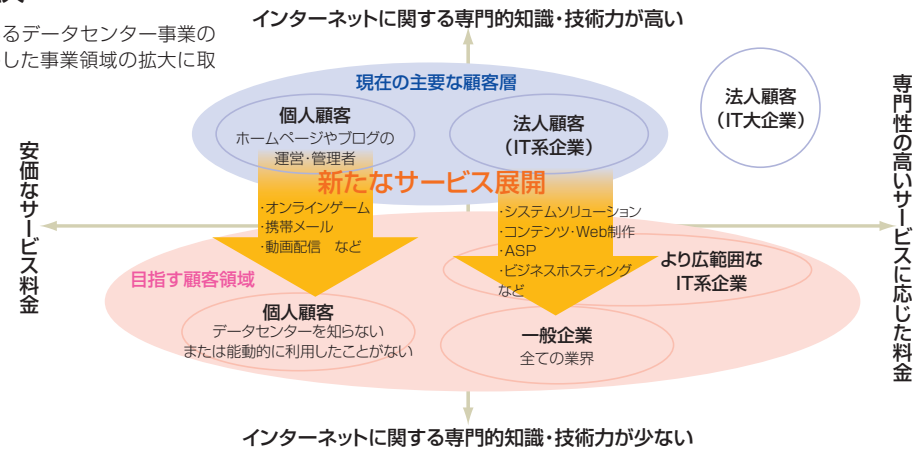 るデータセンター事業の
した事業領域の拡大に取
インターネットに関する専門的知識・技術力が高い
現在の主要な顧客層
個人顧客
ホームページやブログの
運営・管理者
法人顧客
（IT系企業）
法人顧客
（IT大企業）
安価なサービス料金
専門性の高いサービスに応じた料金
新たなサービス展開
・オンラインゲーム
・携帯メール
・動画配信　など
・システムソリューション
・コンテンツ・Web制作
・ASP
・ビジネスホスティング
など
より広範囲な
IT系企業
目指す顧客領域
個人顧客
データセンターを知らない
または能動的に利用したことがない
一般企業
全ての業界
インターネットに関する専門的知識・技術力が少ない